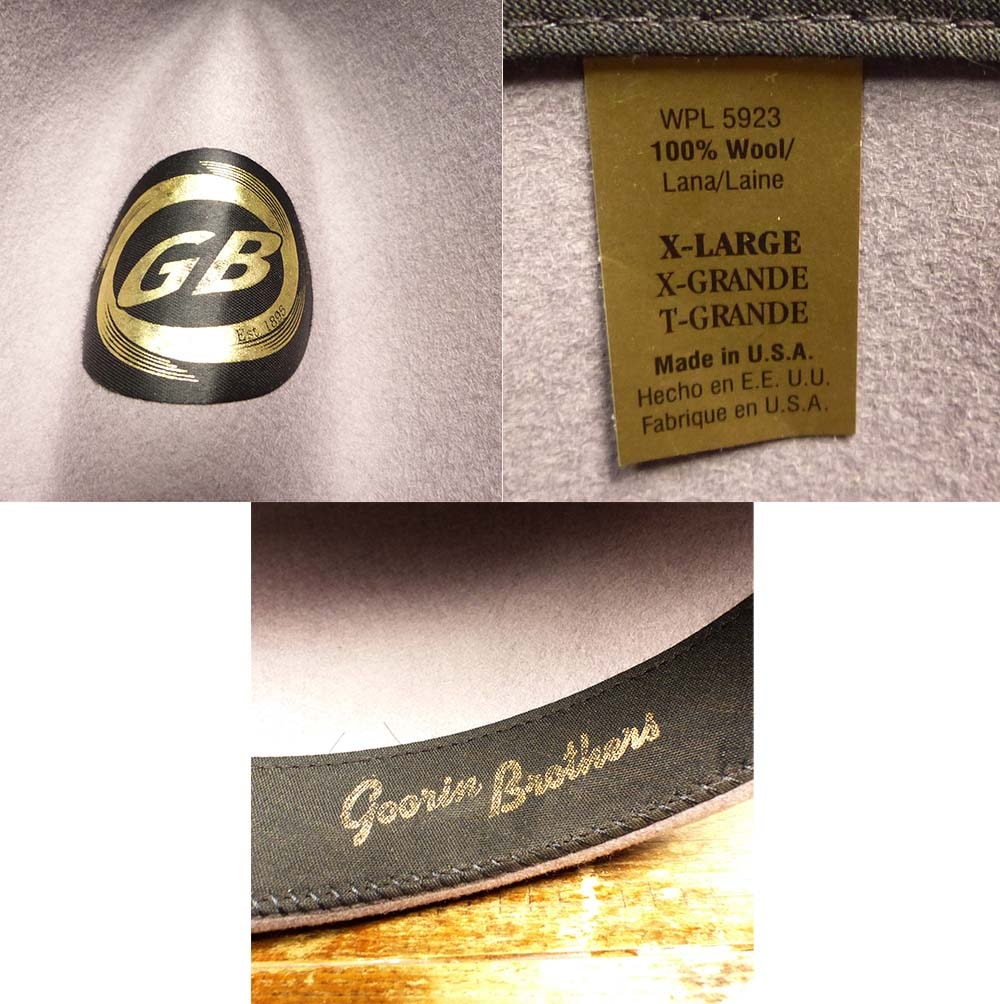 GB
Est. 1895
WPL 5923
100% Wool/
Lana/Laine
X-LARGE
X-GRANDE
T-GRANDE
Made in U.S.A.
Hecho en E.E. U.U.
Fabrique en U.S.A.
Goorin Brothers